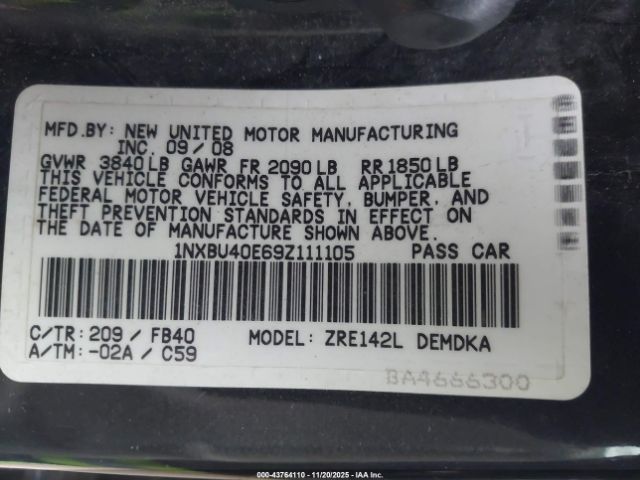 MFD.BY: NEW UNITED MOTOR MANUFACTURING
INC. 09/08
GVWR 3840LB GAWR FR 2090LB RR1850LB
THIS VEHICLE CONFORMS TO ALL APPLICABLE
FEDERAL MOTOR VEHICLE SAFETY, BUMPER, AND
THEFT PREVENTION STANDARDS IN EFFECT ON
THE DATE OF MANUFACTURE SHOWN ABOVE.
1NXBU40E69Z111105 PASS CAR
C/TR: 209 / FB40 MODEL: ZRE142L DEMDKA
A/TM: -02A / C59
BA4666300
000-43764110 - 11/20/2025 - IAA Inc.